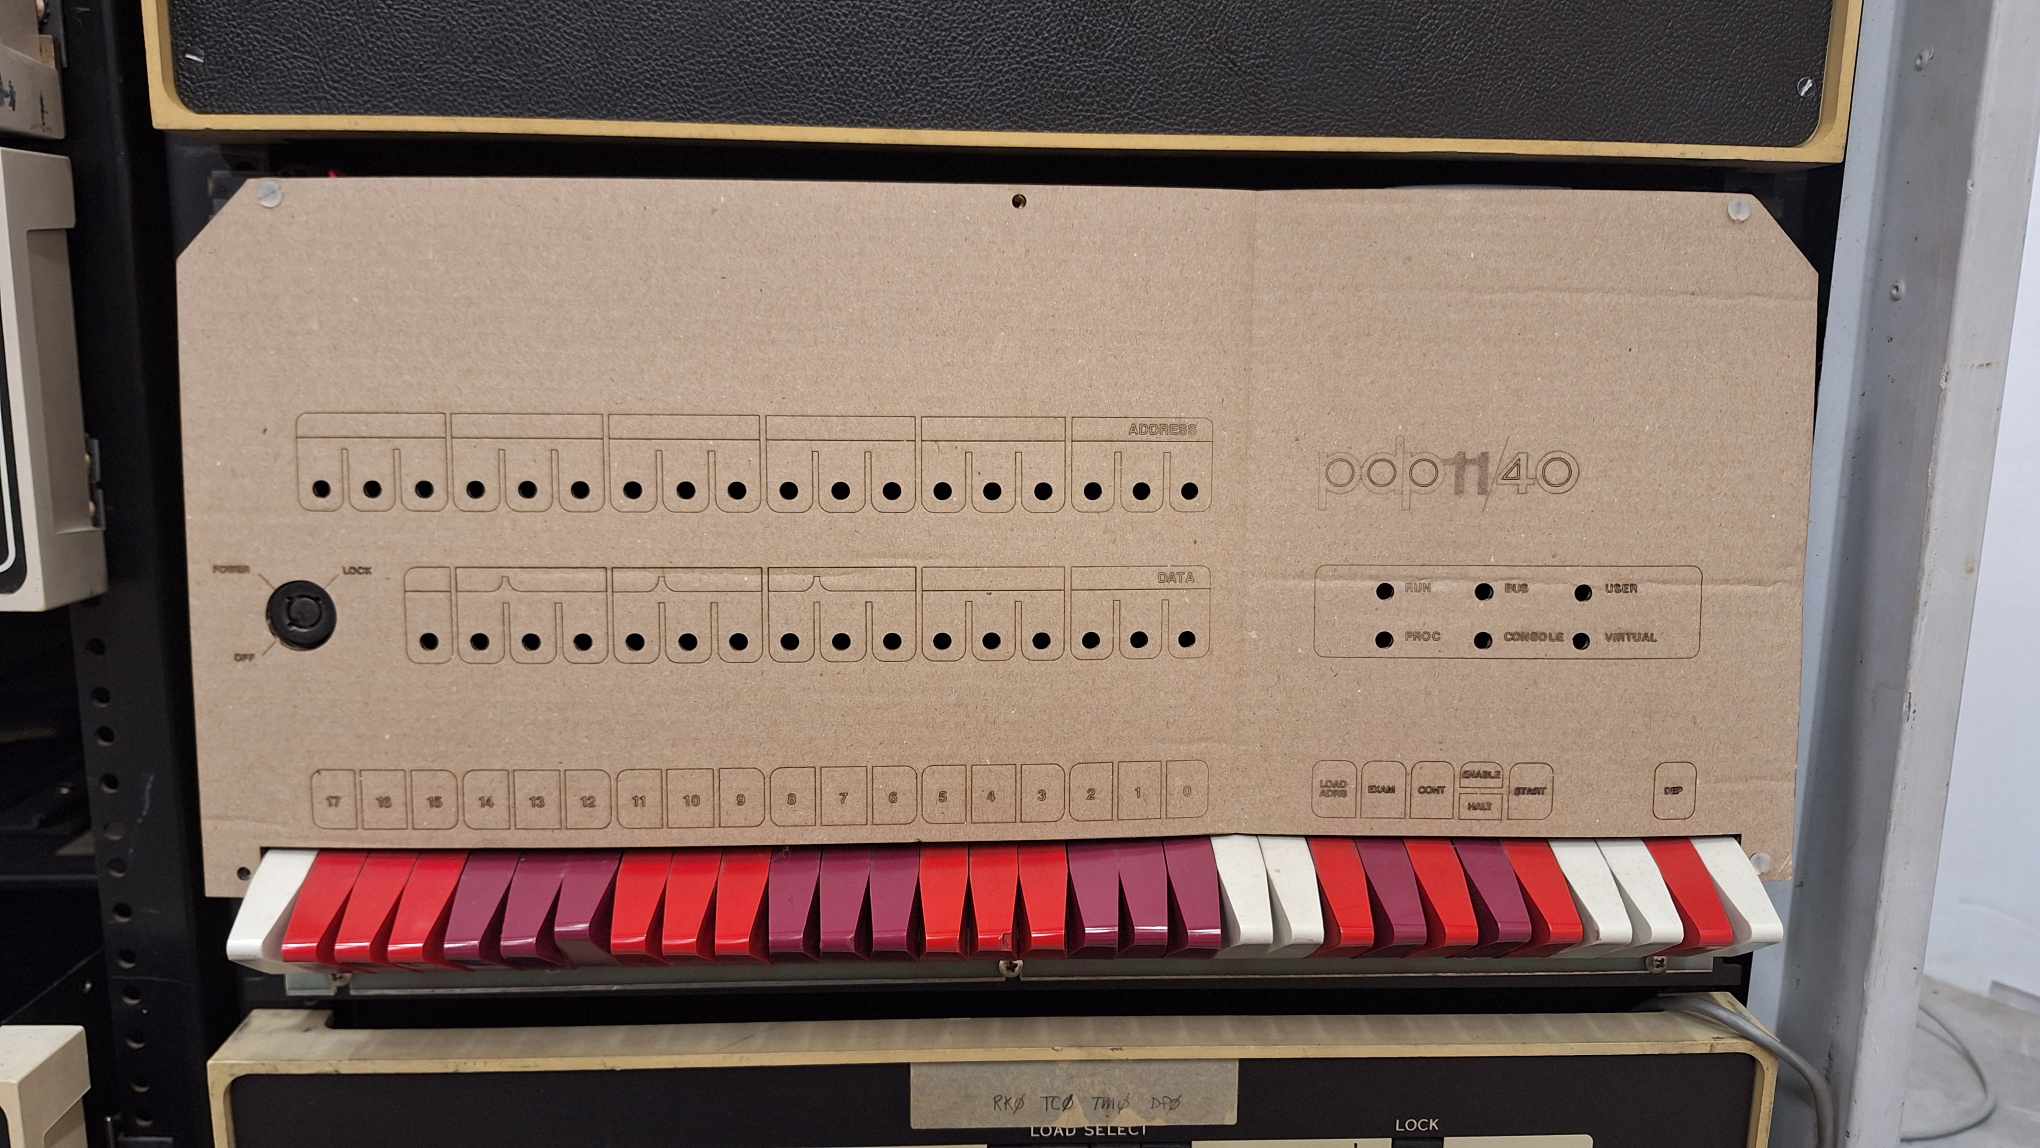 ADDRESS
pdp11/40
POWER
LOCK
OFF
DATA
RUN BUS USER
PROC CONSOLE VIRTUAL
17 16 15 14 13 12 11 10 9 8 7 6 5 4 3 2 1 0
LOAD ADRS
EXAM
CONT
ENABLE
HALT
START
DEP
RKØ TCØ TMØ DPØ
LOAD SELECT
LOCK